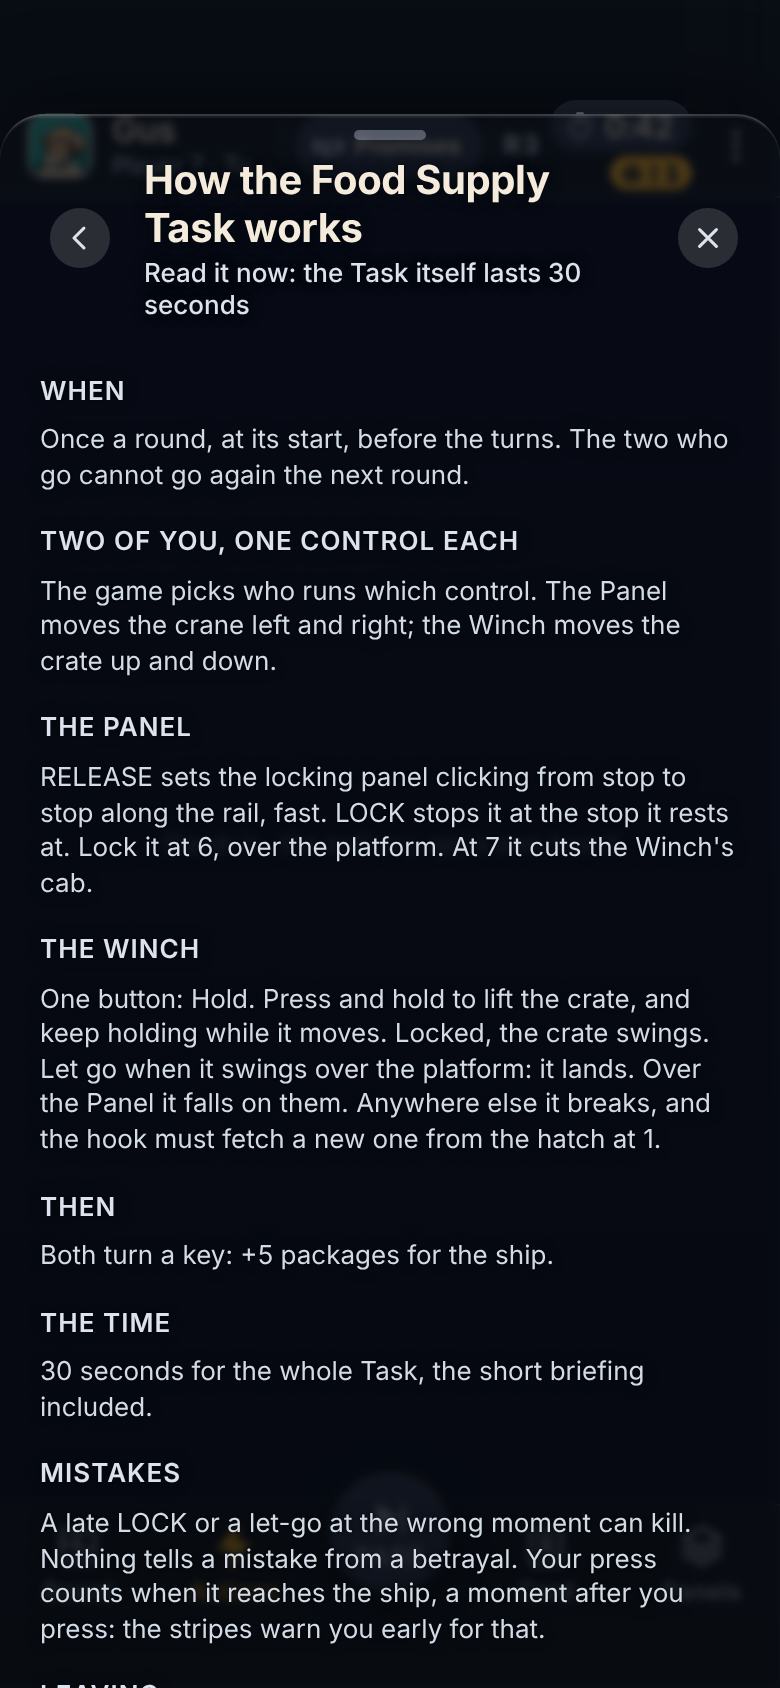 Gus
0:42
R3
How the Food Supply
Task works
Read it now: the Task itself lasts 30
seconds
WHEN
Once a round, at its start, before the turns. The two who
go cannot go again the next round.
TWO OF YOU, ONE CONTROL EACH
The game picks who runs which control. The Panel
moves the crane left and right; the Winch moves the
crate up and down.
THE PANEL
RELEASE sets the locking panel clicking from stop to
stop along the rail, fast. LOCK stops it at the stop it rests
at. Lock it at 6, over the platform. At 7 it cuts the Winch's
cab.
THE WINCH
One button: Hold. Press and hold to lift the crate, and
keep holding while it moves. Locked, the crate swings.
Let go when it swings over the platform: it lands. Over
the Panel it falls on them. Anywhere else it breaks, and
the hook must fetch a new one from the hatch at 1.
THEN
Both turn a key: +5 packages for the ship.
THE TIME
30 seconds for the whole Task, the short briefing
included.
MISTAKES
A late LOCK or a let-go at the wrong moment can kill.
Nothing tells a mistake from a betrayal. Your press
counts when it reaches the ship, a moment after you
press: the stripes warn you early for that.
LEAVING